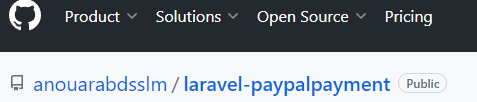 Product Solutions Open Source Pricing
anouarabdsslm / laravel-paypalpayment Public